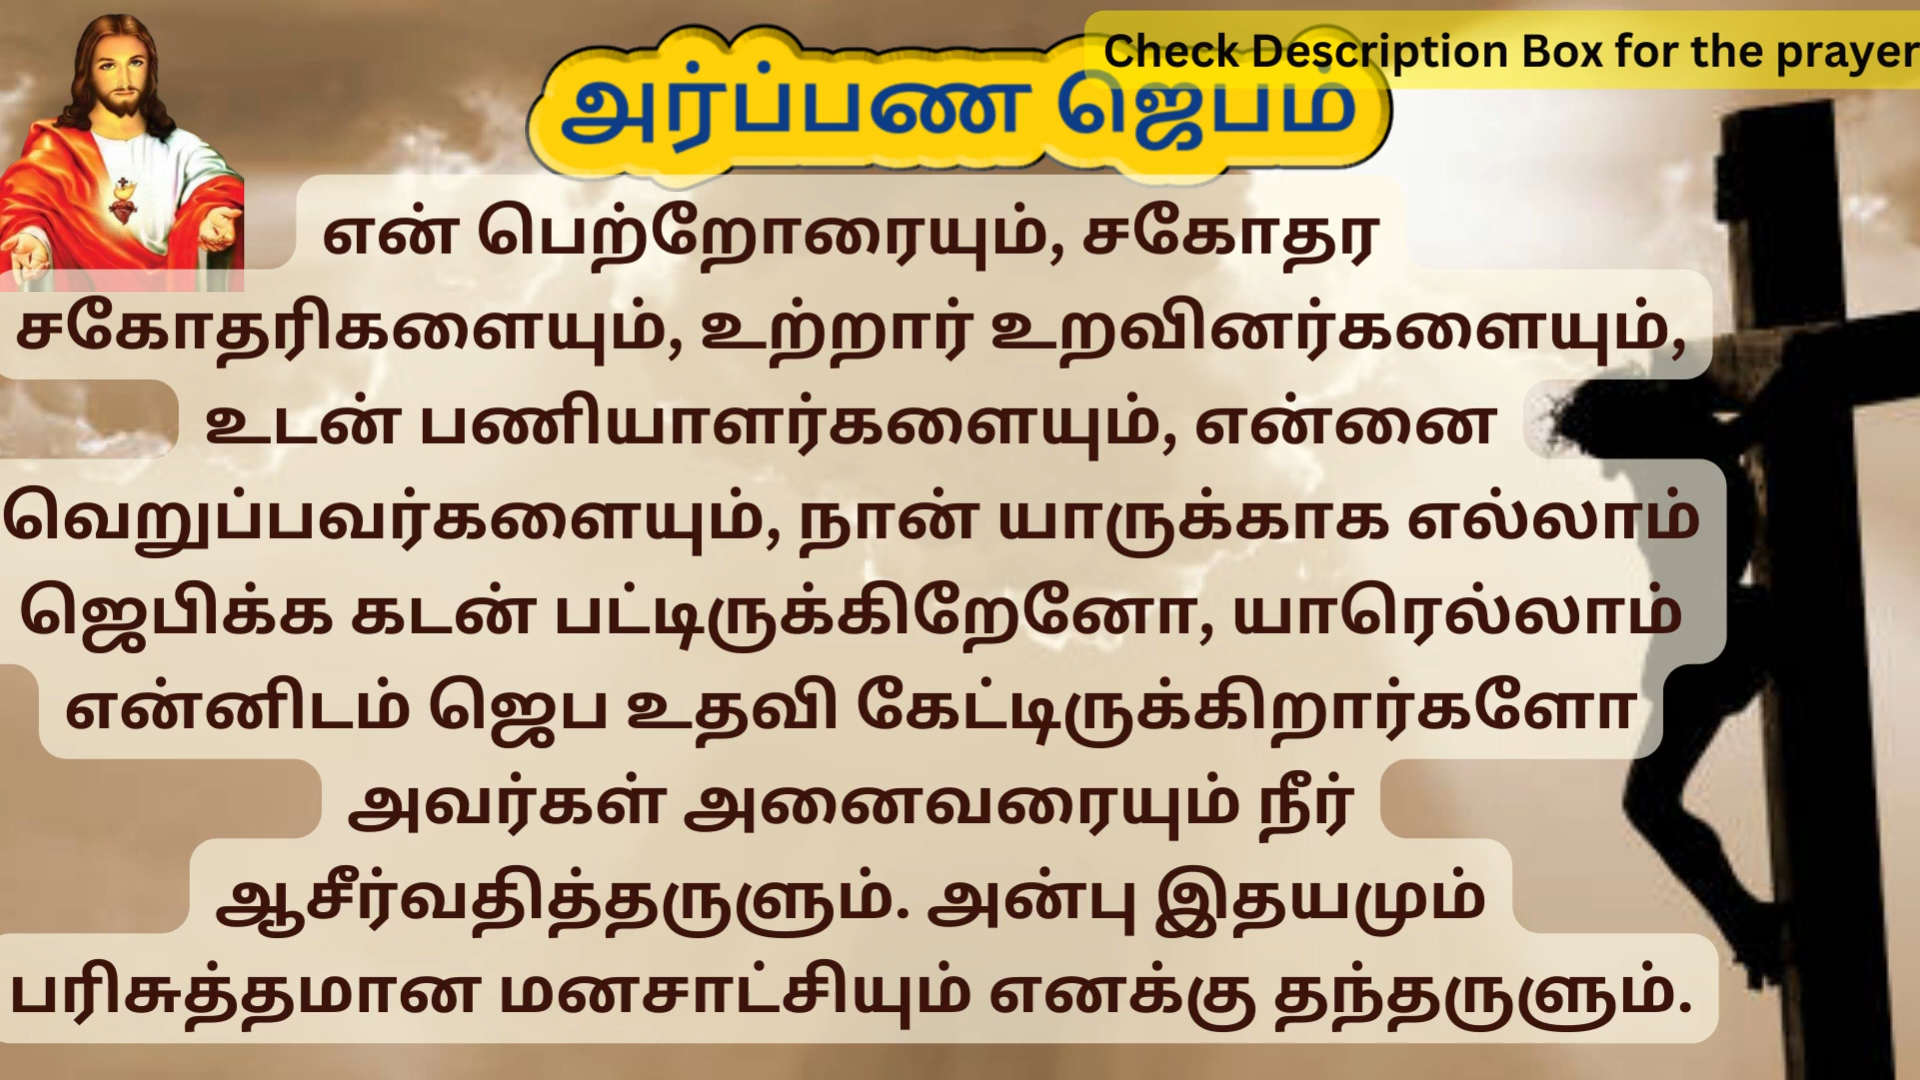 Check Description Box for the prayer
அர்ப்பண ஜெபம்
என் பெற்றோரையும், சகோதர
சகோதரிகளையும், உற்றார் உறவினர்களையும்,
உடன் பணியாளர்களையும், என்னை
வெறுப்பவர்களையும், நான் யாருக்காக எல்லாம்
ஜெபிக்க கடன் பட்டிருக்கிறேனோ, யாரெல்லாம்
என்னிடம் ஜெப உதவி கேட்டிருக்கிறார்களோ
அவர்கள் அனைவரையும் நீர்
ஆசீர்வதித்தருளும். அன்பு இதயமும்
பரிசுத்தமான மனசாட்சியும் எனக்கு தந்தருளும்.